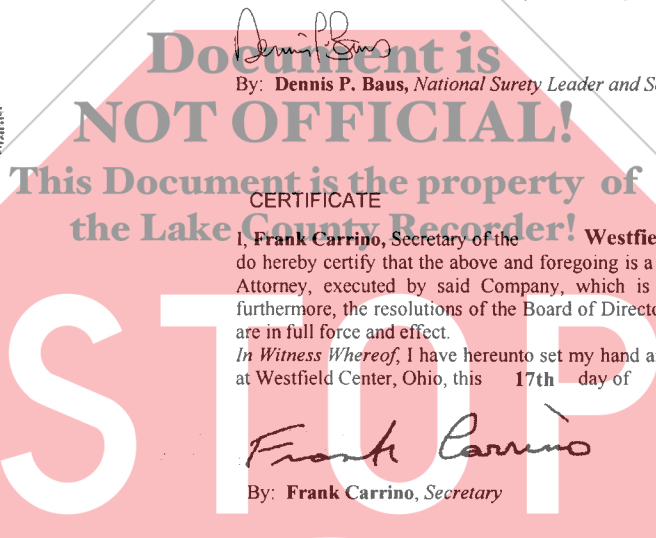 Dennis P. Baus
Document is
By: Dennis P. Baus, National Surety Leader and
NOT OFFICIAL!
This Document is the property of
CERTIFICATE
the Lake County Recorder!
I, Frank Carrino, Secretary of the Westfie
do hereby certify that the above and foregoing is a
Attorney, executed by said Company, which is
furthermore, the resolutions of the Board of Directo
are in full force and effect.
In Witness Whereof, I have hereunto set my hand a
at Westfield Center, Ohio, this 17th day of
STOP
Frank Carrino
By: Frank Carrino, Secretary